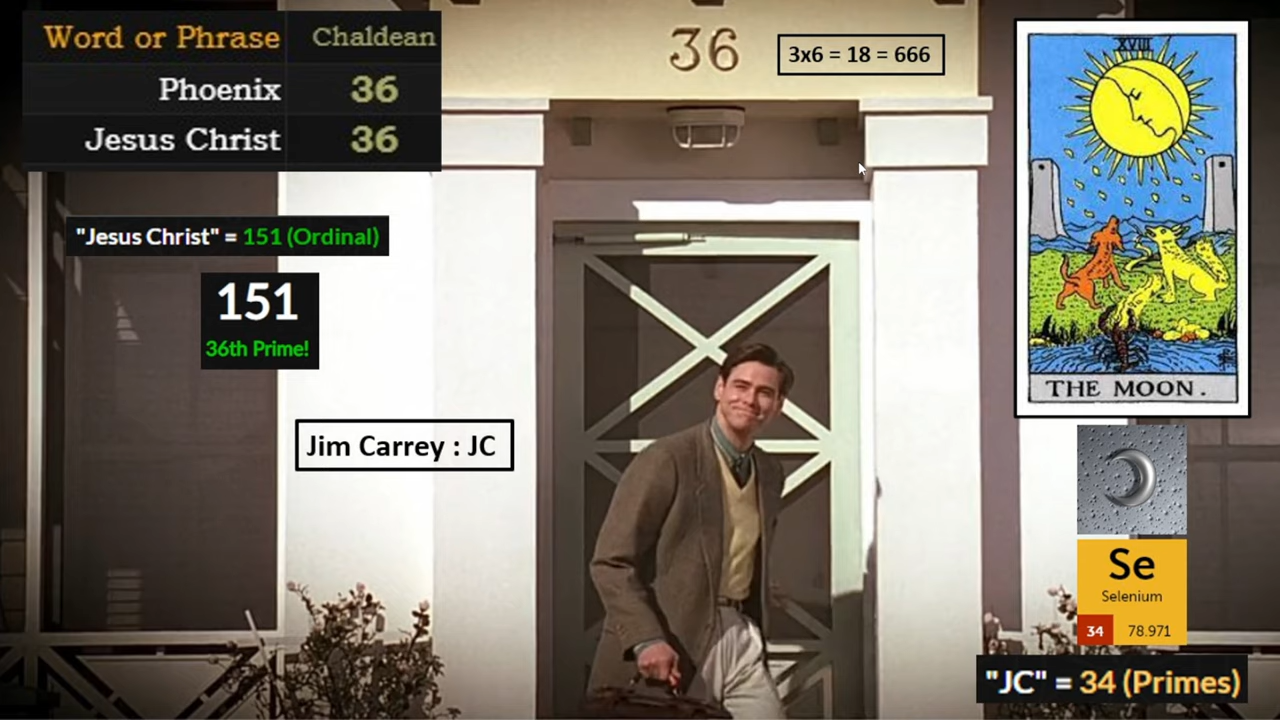 Word or Phrase Chaldean
Phoenix 36
Jesus Christ 36
36
3x6 = 18 = 666
XVIII
THE MOON.
"Jesus Christ" = 151 (Ordinal)
151
36th Prime!
Jim Carrey : JC
Se
Selenium
34 78.971
"JC" = 34 (Primes)